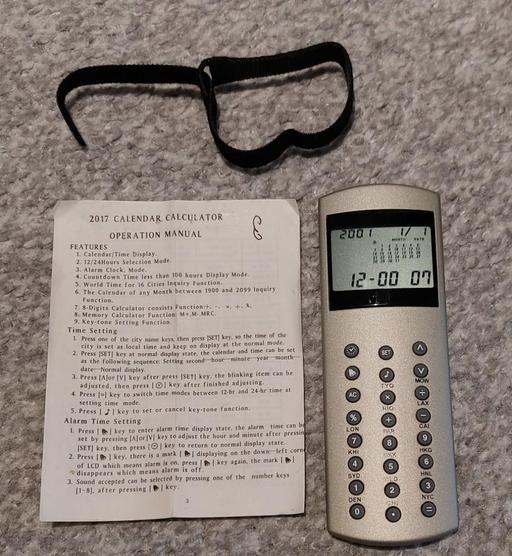 2017 CALENDAR CALCULATOR
OPERATION MANUAL
FEATURES
1. Calendar/Time Display.
2. 12/24Hours Selection Mode.
3. Alarm Clock, Mode.
4. Countdown Time less than 100 hours Display Mode.
5. World Time for 16 Cities Inquiry Function.
6. The Calendar of any Month between 1900 and 2099 Inquiry
Function.
7. 8-Digits Calculator consists Function
8. Memory Calculator Function: M+,M-MRC.
9. Key-tone Setting Function.
Time Setting
1. Press one of the city name keys, then press [SET] key, so the time of the
city is set as local time and keep on display at the normal mode.
2. Press [SET] key at normal state display, the calendar and time can be set
as the following sequence: Setting second—hour—minute—year—month—
date—Normal display.
3. Press [Λ]or [V] key after press [SET] key, the blinking item can be
adjusted, then press [ ] key after finished adjusting.
4. Press [=] key to switch time modes between 12-hr and 24-hr time at
setting time mode.
5. Press [♪] key to set or cancel key-tone function.
Alarm Time Setting
1. Press [ ] key to enter alarm time display state, the alarm time can be
set by pressing [Λ]or [V] key to adjust the hour and minute after pressing
[SET] key, then press [ ] key to return to normal display state.
2. Press [ ] key, there is a mark [ ] displaying on the down-left
of LCD which means alarm is on, press [ ] key again, the mark [ ]
disappears which means alarm is off.
3. Sound accepted can be selected by pressing one of the number keys
[1-8], after pressing [ ] key.
3
2001 1/ 1
MONTH DATE
12-00 07
SET Λ
♪ V
TYO MOW
AC × ÷
RIO LAX
% + −
LON PAR CAI
7 8 9
KHI HKG
4 5 6
SYD HNL
1 2 3
DEN CHI NYC
0 • =